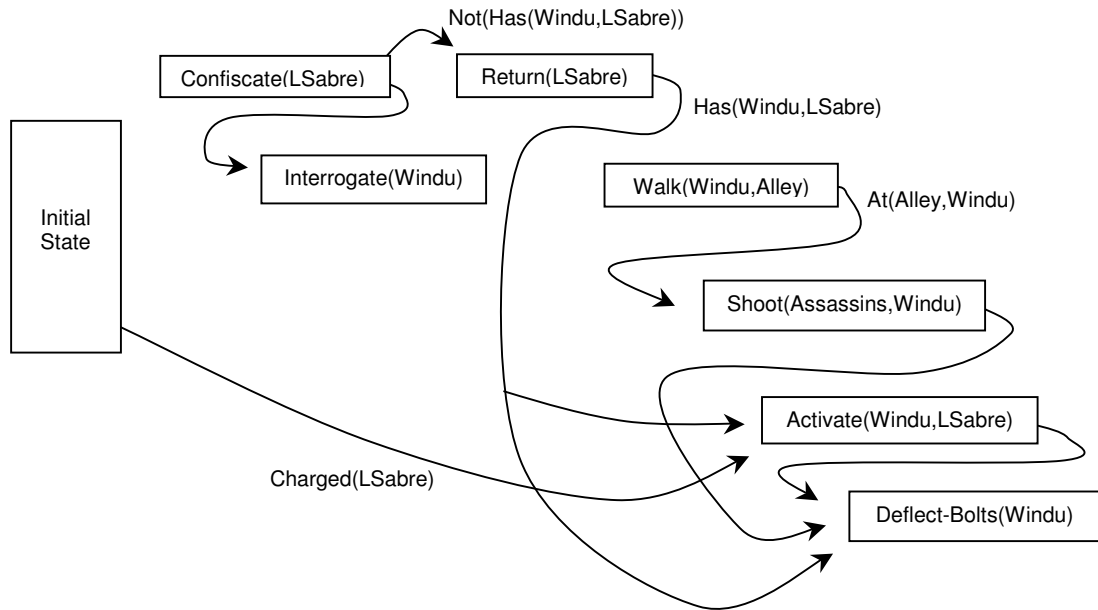 Not(Has(Windu,LSabre))
Confiscate(LSabre)
Return(LSabre)
Has(Windu,LSabre)
Interrogate(Windu)
Walk(Windu,Alley)
At(Alley,Windu)
Initial
State
Shoot(Assassins,Windu)
Activate(Windu,LSabre)
Charged(LSabre)
Deflect-Bolts(Windu)